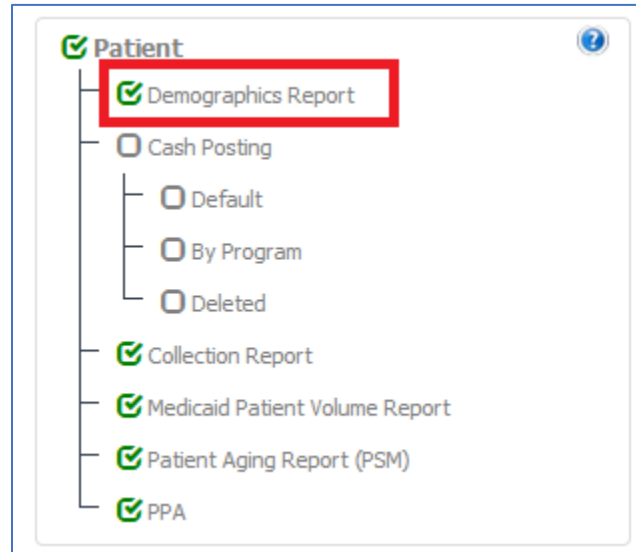 Patient
Demographics Report
Cash Posting
Default
By Program
Deleted
Collection Report
Medicaid Patient Volume Report
Patient Aging Report (PSM)
PPA